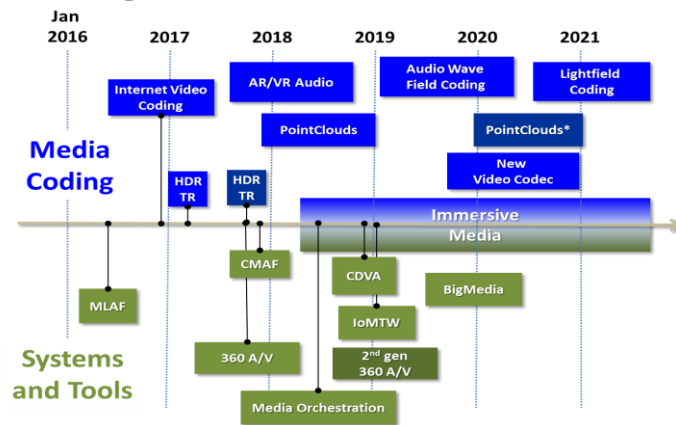 Jan
2016 2017 2018 2019 2020 2021
Internet Video
Coding
AR/VR Audio
Audio Wave
Field Coding
Lightfield
Coding
PointClouds
PointClouds*
Media
Coding
New
Video Codec
HDR
TR
HDR
TR
Immersive
Media
CMAF
CDVA
BigMedia
MLAF
IoMTW
Systems
and Tools
360 A/V
2nd gen
360 A/V
Media Orchestration